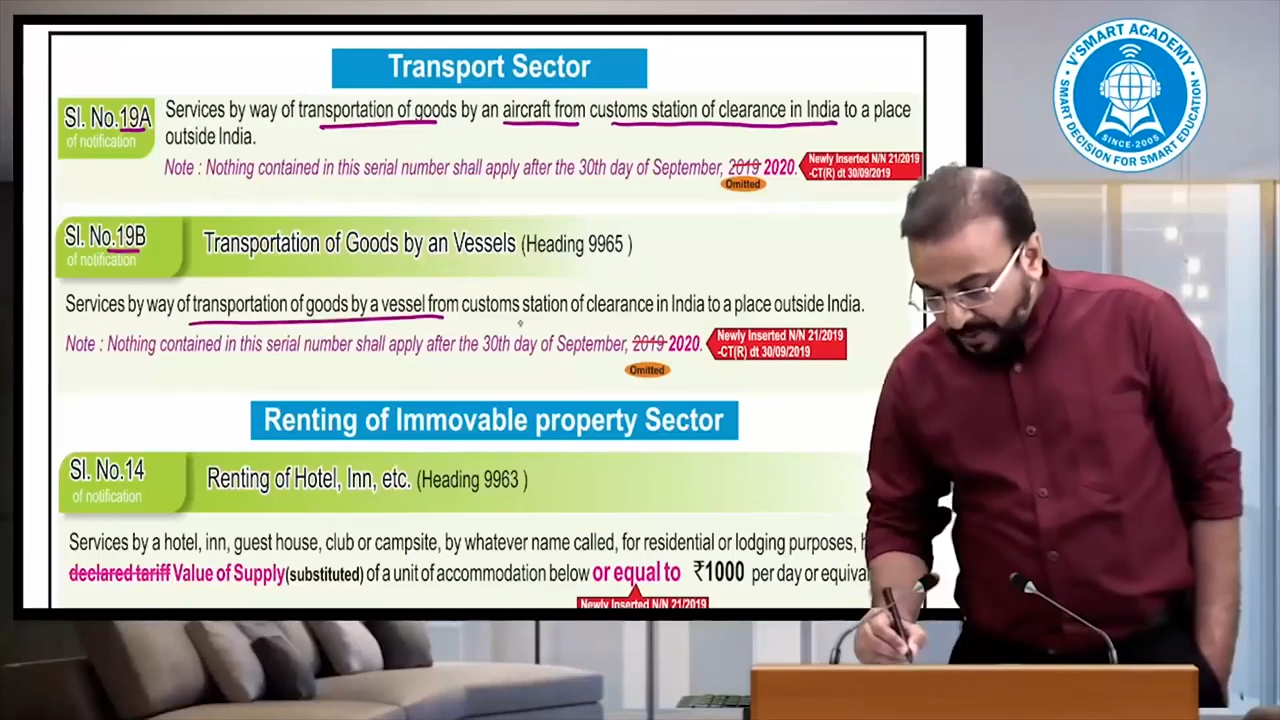 Transport Sector
Sl. No.19A
of notification
Services by way of transportation of goods by an aircraft from customs station of clearance in India to a place
outside India.
Note : Nothing contained in this serial number shall apply after the 30th day of September, 2019 2020.
Omitted
Newly Inserted N/N 21/2019
-CT(R) dt 30/09/2019
Sl. No.19B
of notification
Transportation of Goods by an Vessels (Heading 9965 )
Services by way of transportation of goods by a vessel from customs station of clearance in India to a place outside India.
Note : Nothing contained in this serial number shall apply after the 30th day of September, 2019 2020.
Omitted
Newly Inserted N/N 21/2019
-CT(R) dt 30/09/2019
Renting of Immovable property Sector
Sl. No.14
of notification
Renting of Hotel, Inn, etc. (Heading 9963 )
Services by a hotel, inn, guest house, club or campsite, by whatever name called, for residential or lodging purposes,
declared tariff Value of Supply(substituted) of a unit of accommodation below or equal to ₹1000 per day or
Newly Inserted N/N 21/2019
V'SMART ACADEMY
SINCE-2005
SMART DECISION FOR SMART EDUCATION